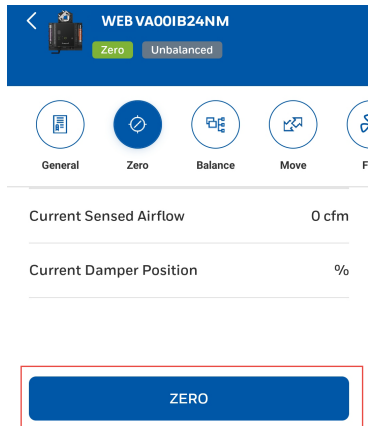 WEB VA00IB24NM
Zero Unbalanced
General Zero Balance Move F
Current Sensed Airflow 0 cfm
Current Damper Position %
ZERO